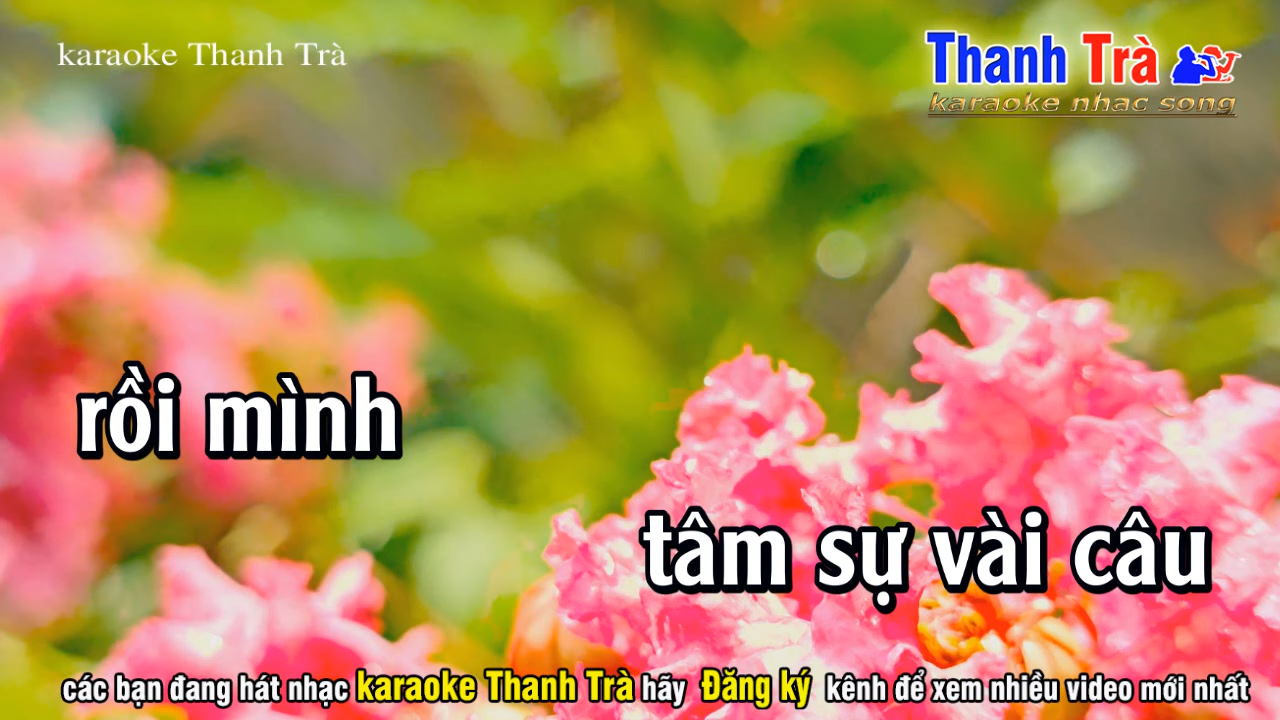 karaoke Thanh Trà
Thanh Trà
karaoke nhac song
rồi mình
tâm sự vài câu
các bạn đang hát nhạc karaoke Thanh Trà hãy Đăng ký kênh để xem nhiều video mới nhất